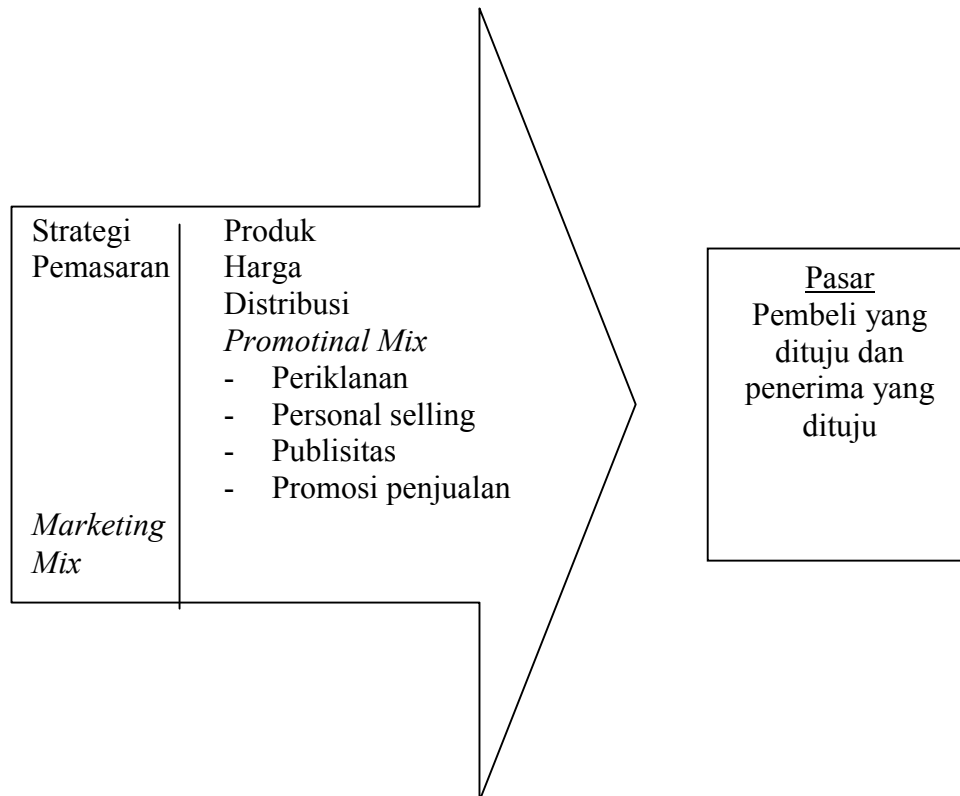 Strategi
Pemasaran
Marketing
Mix
Produk
Harga
Distribusi
Promotinal Mix
- Periklanan
- Personal selling
- Publisitas
- Promosi penjualan
Pasar
Pembeli yang
dituju dan
penerima yang
dituju